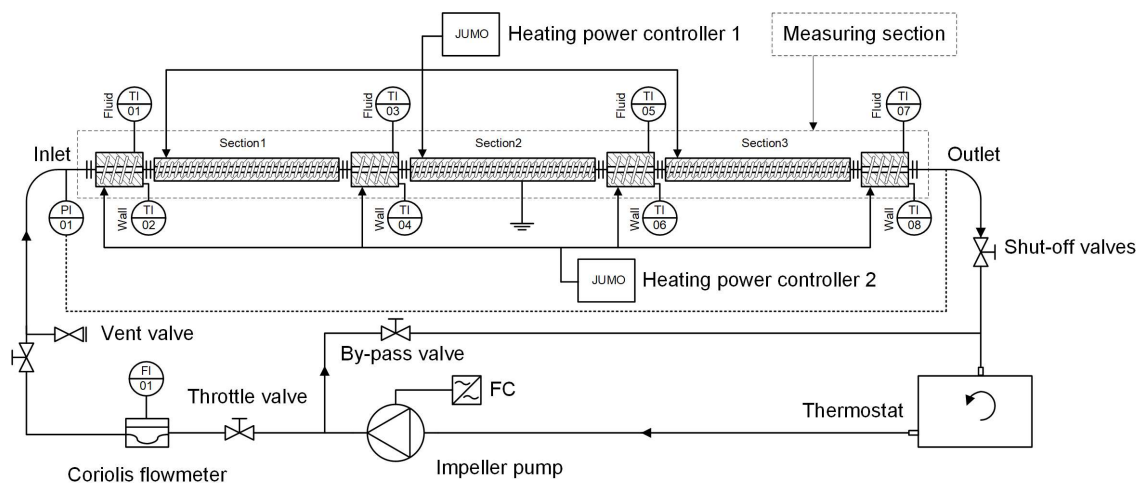 JUMO
Heating power controller 1
Measuring section
Fluid
TI
01
Fluid
TI
03
Fluid
TI
05
Fluid
TI
07
Section1
Section2
Section3
Inlet
Outlet
PI
01
Wall
TI
02
Wall
TI
04
Wall
TI
06
Wall
TI
08
Shut-off valves
JUMO
Heating power controller 2
Vent valve
By-pass valve
FI
01
Throttle valve
FC
Thermostat
Coriolis flowmeter
Impeller pump